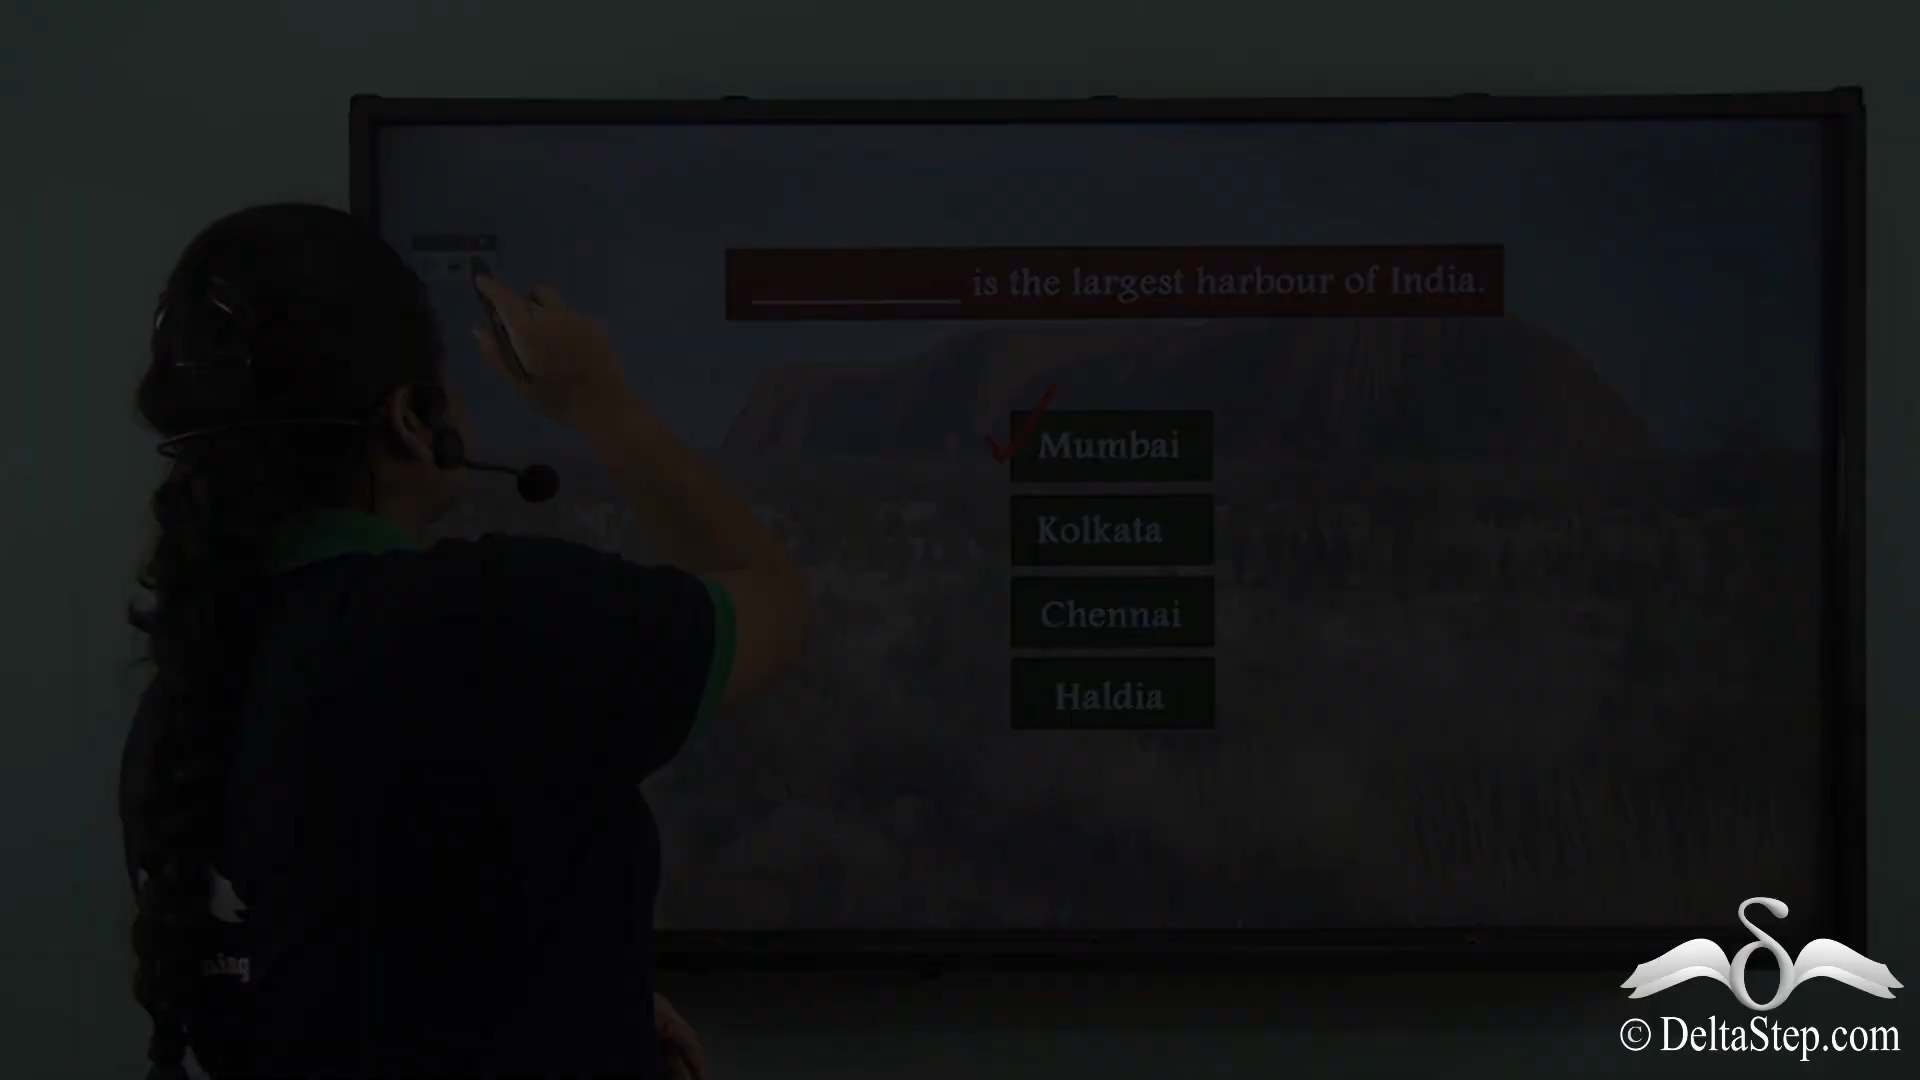 __________ is the largest harbour of India.
Mumbai
Kolkata
Chennai
Haldia
© DeltaStep.com